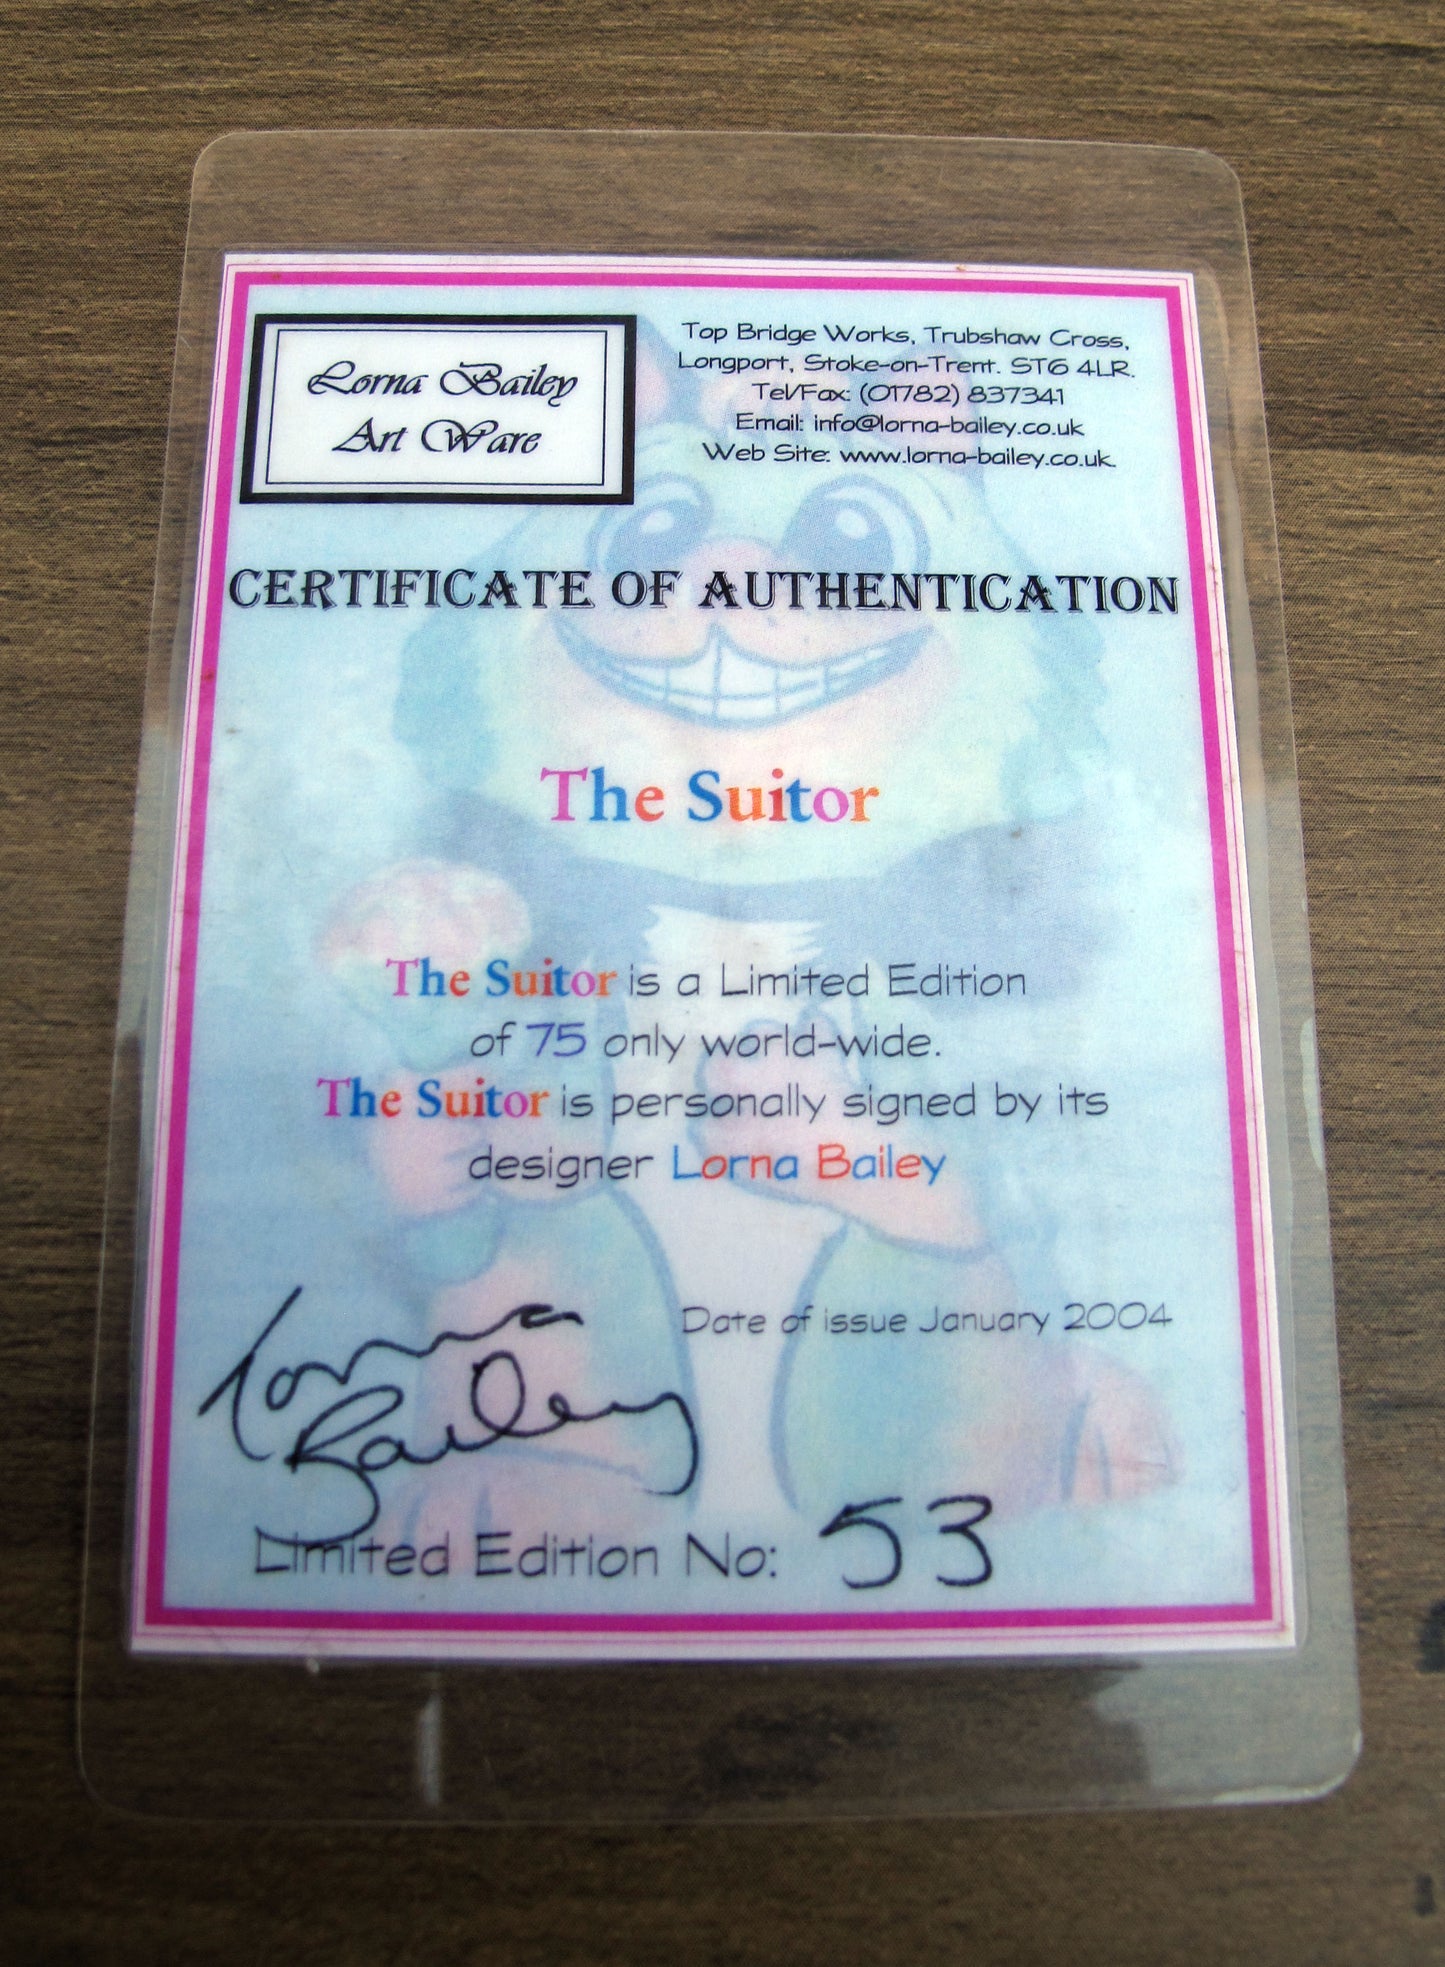 Lorna Bailey
Art Ware
Top Bridge Works, Trubshaw Cross,
Longport, Stoke-on-Trent. ST6 4LR.
Tel/Fax: (01782) 837341
Email: info@lorna-bailey.co.uk
Web Site: www.lorna-bailey.co.uk.
CERTIFICATE OF AUTHENTICATION
The Suitor
The Suitor is a Limited Edition
of 75 only world-wide.
The Suitor is personally signed by its
designer Lorna Bailey
Date of issue January 2004
Lorna
Bailey
Limited Edition No: 53